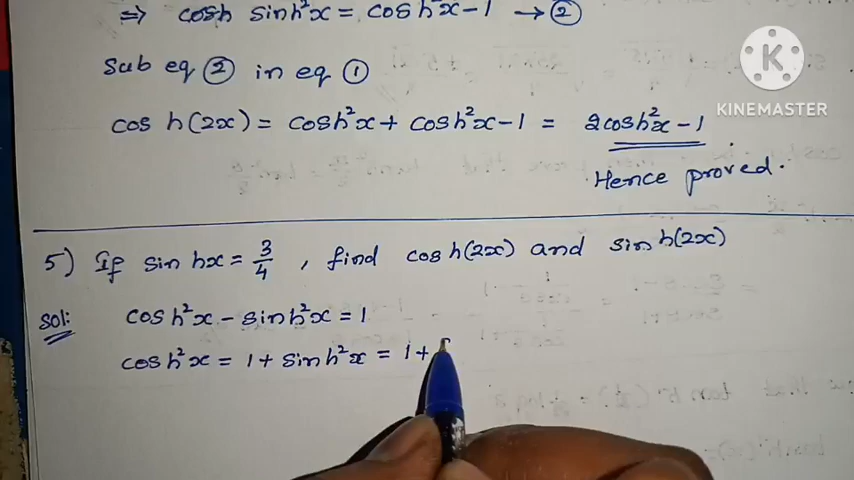 ⇒ cosh sinh²x = cosh²x - 1 → ②
Sub eq ② in eq ①
cos h(2x) = cosh²x + cosh²x - 1 = 2cosh²x - 1
Hence proved.
K
KINEMASTER
5) If sin hx = 3/4 , find cos h(2x) and sin h(2x)
Sol:
cos h²x - sin h²x = 1
cos h²x = 1 + sin h²x = 1 +